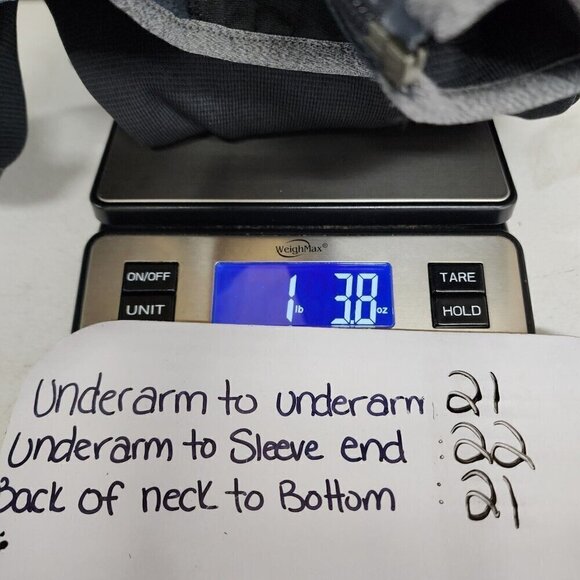 WeighMax®
ON/OFF
TARE
1 lb 3.8 oz
UNIT
HOLD
Underarm to underarm : 21
Underarm to Sleeve end : 22
Back of neck to Bottom : 21